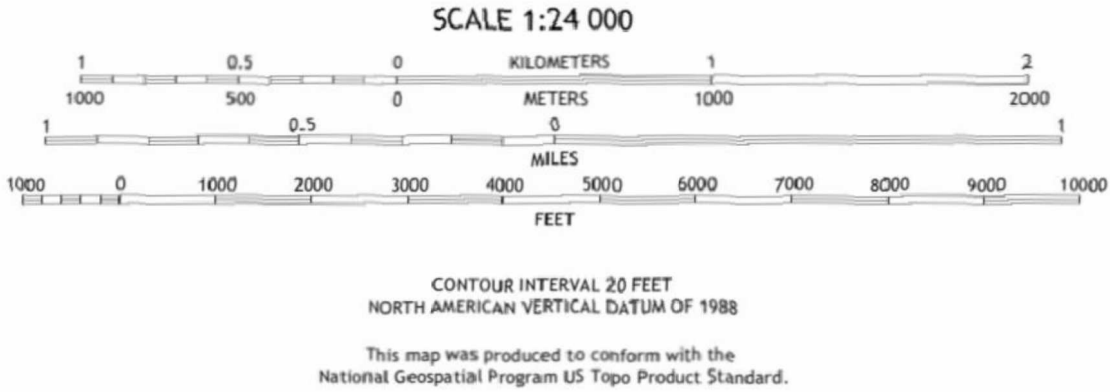 SCALE 1:24 000
1 0.5 0 KILOMETERS 1 2
1000 500 0 METERS 1000 2000
1 0.5 0 1
MILES
1000 0 1000 2000 3000 4000 5000 6000 7000 8000 9000 10000
FEET
CONTOUR INTERVAL 20 FEET
NORTH AMERICAN VERTICAL DATUM OF 1988
This map was produced to conform with the
National Geospatial Program US Topo Product Standard.